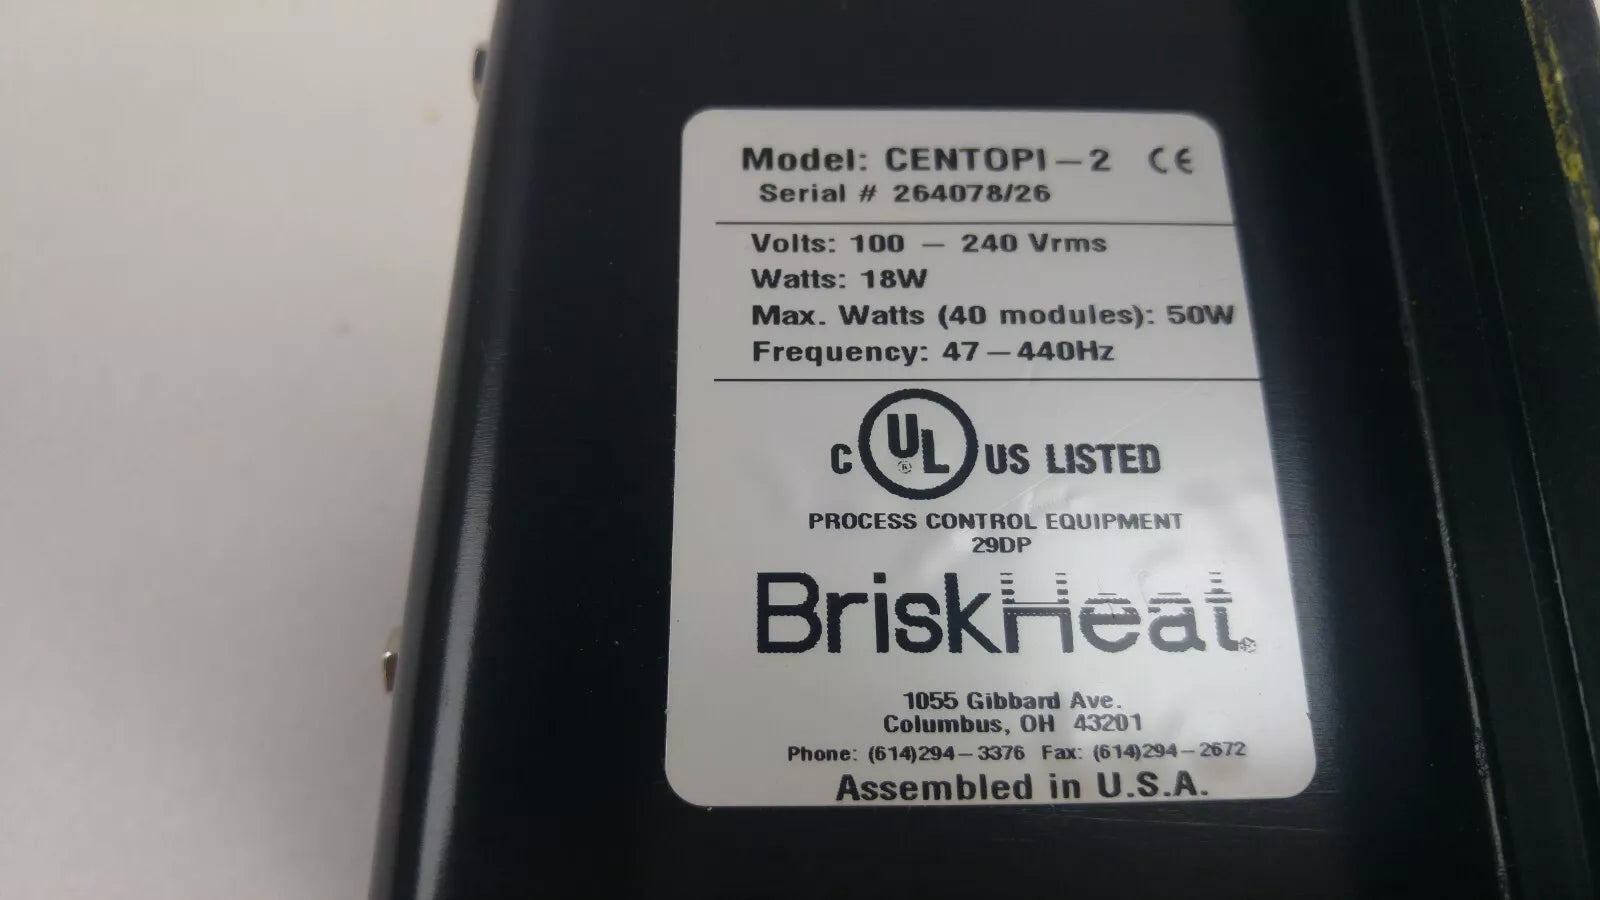 Model: CENTOPI-2 CE
Serial # 264078/26
Volts: 100 - 240 Vrms
Watts: 18W
Max. Watts (40 modules): 50W
Frequency: 47-440Hz
C UL® US LISTED
PROCESS CONTROL EQUIPMENT
29DP
BriskHeat®
1055 Gibbard Ave.
Columbus, OH 43201
Phone: (614)294-3376 Fax: (614)294-2672
Assembled in U.S.A.